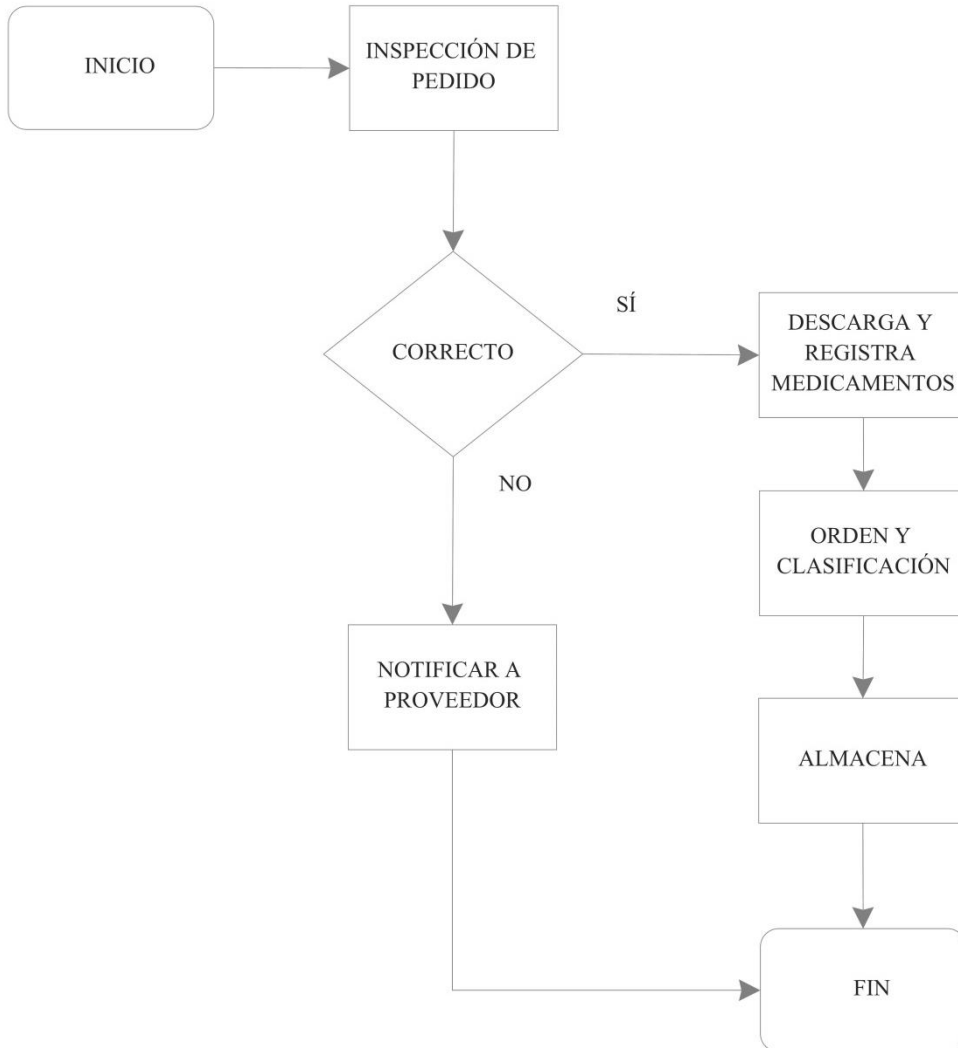 INICIO
INSPECCIÓN DE
PEDIDO
CORRECTO
SÍ
DESCARGA Y
REGISTRA
MEDICAMENTOS
NO
ORDEN Y
CLASIFICACIÓN
NOTIFICAR A
PROVEEDOR
ALMACENA
FIN